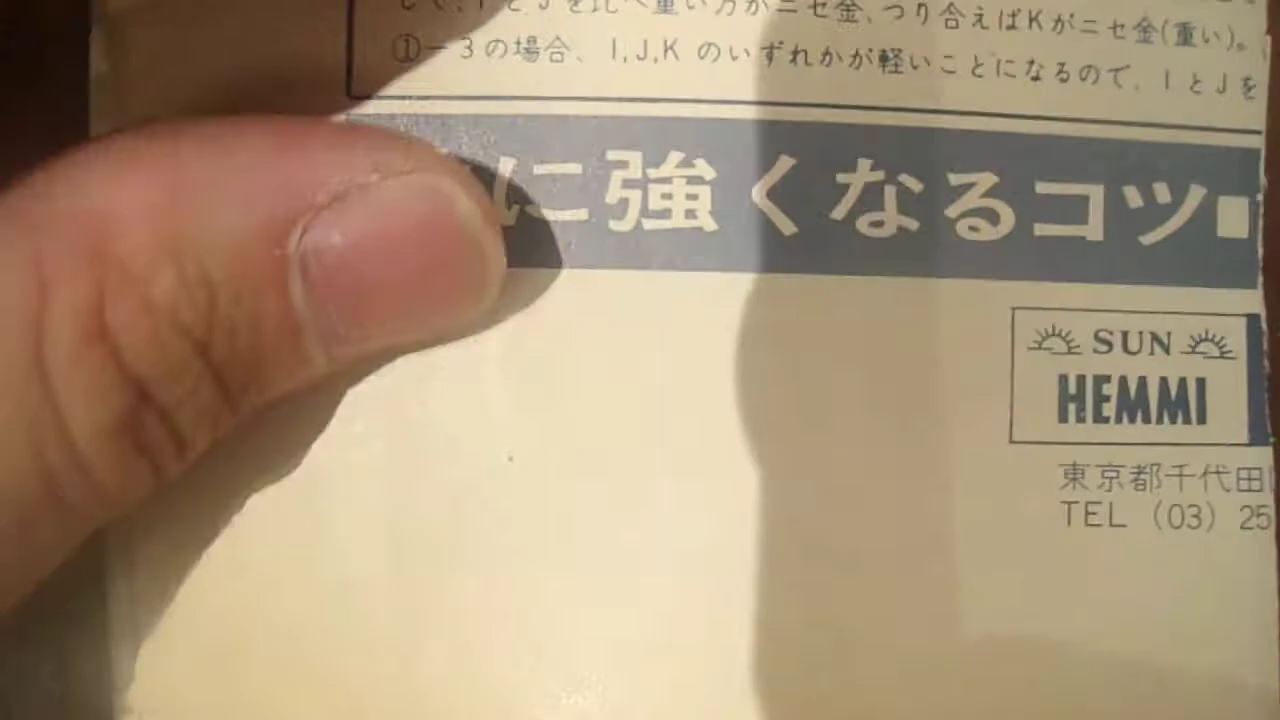 して、IとJを比べ重い方がニセ金、つり合えばKがニセ金(重い)。
①-3の場合、I,J,K のいずれかが軽いことになるので、IとJを
に強くなるコツ■
SUN
HEMMI
東京都千代田
TEL (03) 25